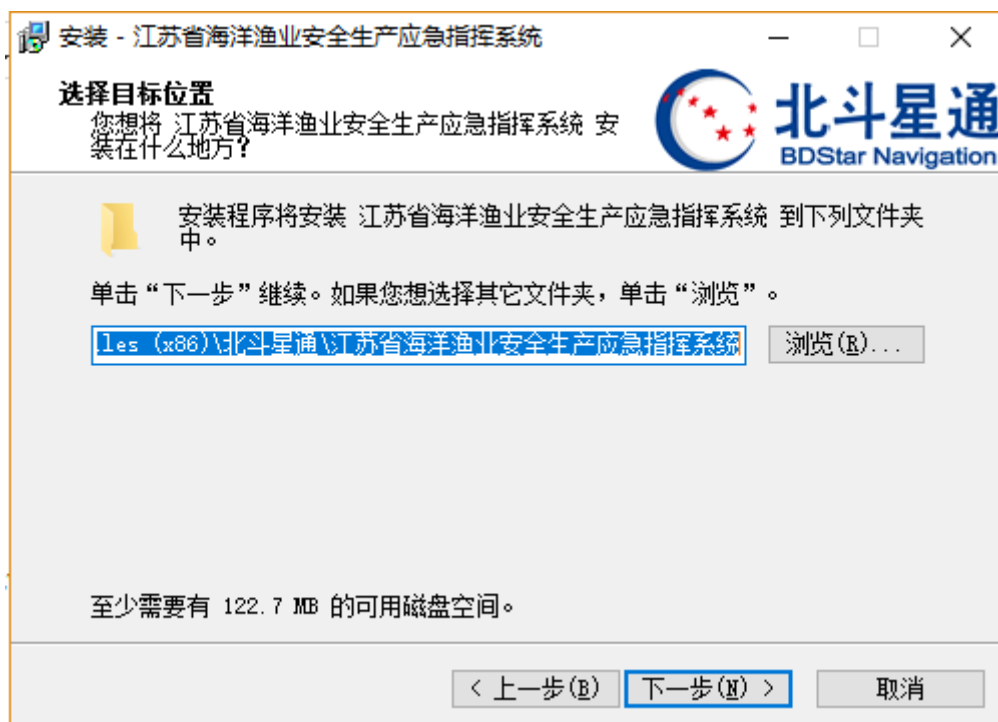 安装 - 江苏省海洋渔业安全生产应急指挥系统
选择目标位置
您想将 江苏省海洋渔业安全生产应急指挥系统 安
装在什么地方?
北斗星通
BDStar Navigation
安装程序将安装 江苏省海洋渔业安全生产应急指挥系统 到下列文件夹
中。
单击“下一步”继续。如果您想选择其它文件夹，单击“浏览”。
les (x86)\北斗星通\江苏省海洋渔业安全生产应急指挥系统
浏览(R)...
至少需要有 122.7 MB 的可用磁盘空间。
< 上一步(B)
下一步(N) >
取消